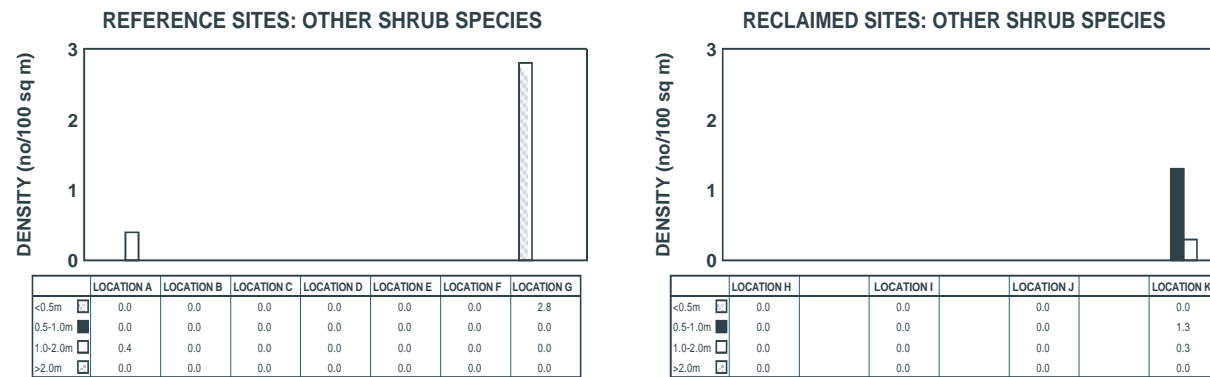 REFERENCE SITES: OTHER SHRUB SPECIES
DENSITY (no/100 sq m)
3
2
1
0
LOCATION A LOCATION B LOCATION C LOCATION D LOCATION E LOCATION F LOCATION G
<0.5m 0.0 0.0 0.0 0.0 0.0 0.0 2.8
0.5-1.0m 0.0 0.0 0.0 0.0 0.0 0.0 0.0
1.0-2.0m 0.4 0.0 0.0 0.0 0.0 0.0 0.0
>2.0m 0.0 0.0 0.0 0.0 0.0 0.0 0.0
RECLAIMED SITES: OTHER SHRUB SPECIES
DENSITY (no/100 sq m)
3
2
1
0
LOCATION H LOCATION I LOCATION J LOCATION K
<0.5m 0.0 0.0 0.0 0.0
0.5-1.0m 0.0 0.0 0.0 1.3
1.0-2.0m 0.0 0.0 0.0 0.3
>2.0m 0.0 0.0 0.0 0.0